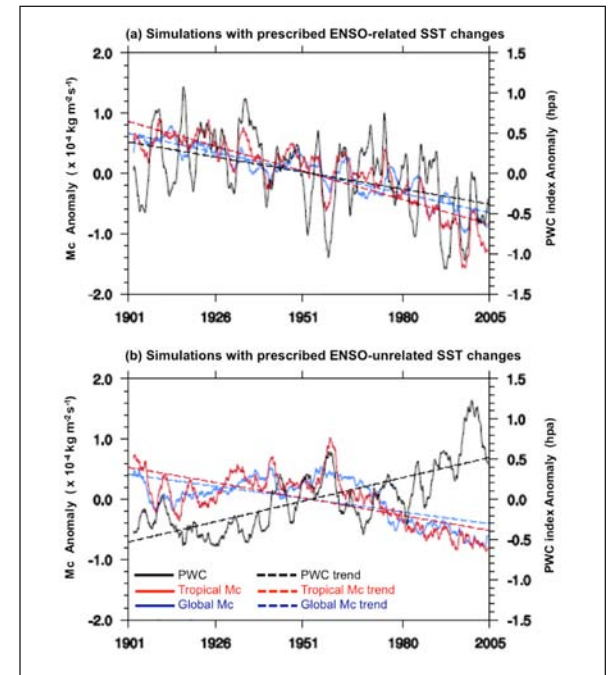 (a) Simulations with prescribed ENSO-related SST changes
2.0
1.0
0.0
-1.0
-2.0
Mc Anomaly ( x 10⁻⁴ kg m⁻² s⁻¹)
1.5
1.0
0.5
0.0
-0.5
-1.0
-1.5
PWC index Anomaly (hpa)
1901 1926 1951 1980 2005
(b) Simulations with prescribed ENSO-unrelated SST changes
2.0
1.0
0.0
-1.0
-2.0
Mc Anomaly ( x 10⁻⁴ kg m⁻² s⁻¹)
1.5
1.0
0.5
0.0
-0.5
-1.0
-1.5
PWC index Anomaly (hpa)
PWC PWC trend
Tropical Mc Tropical Mc trend
Global Mc Global Mc trend
1901 1926 1951 1980 2005